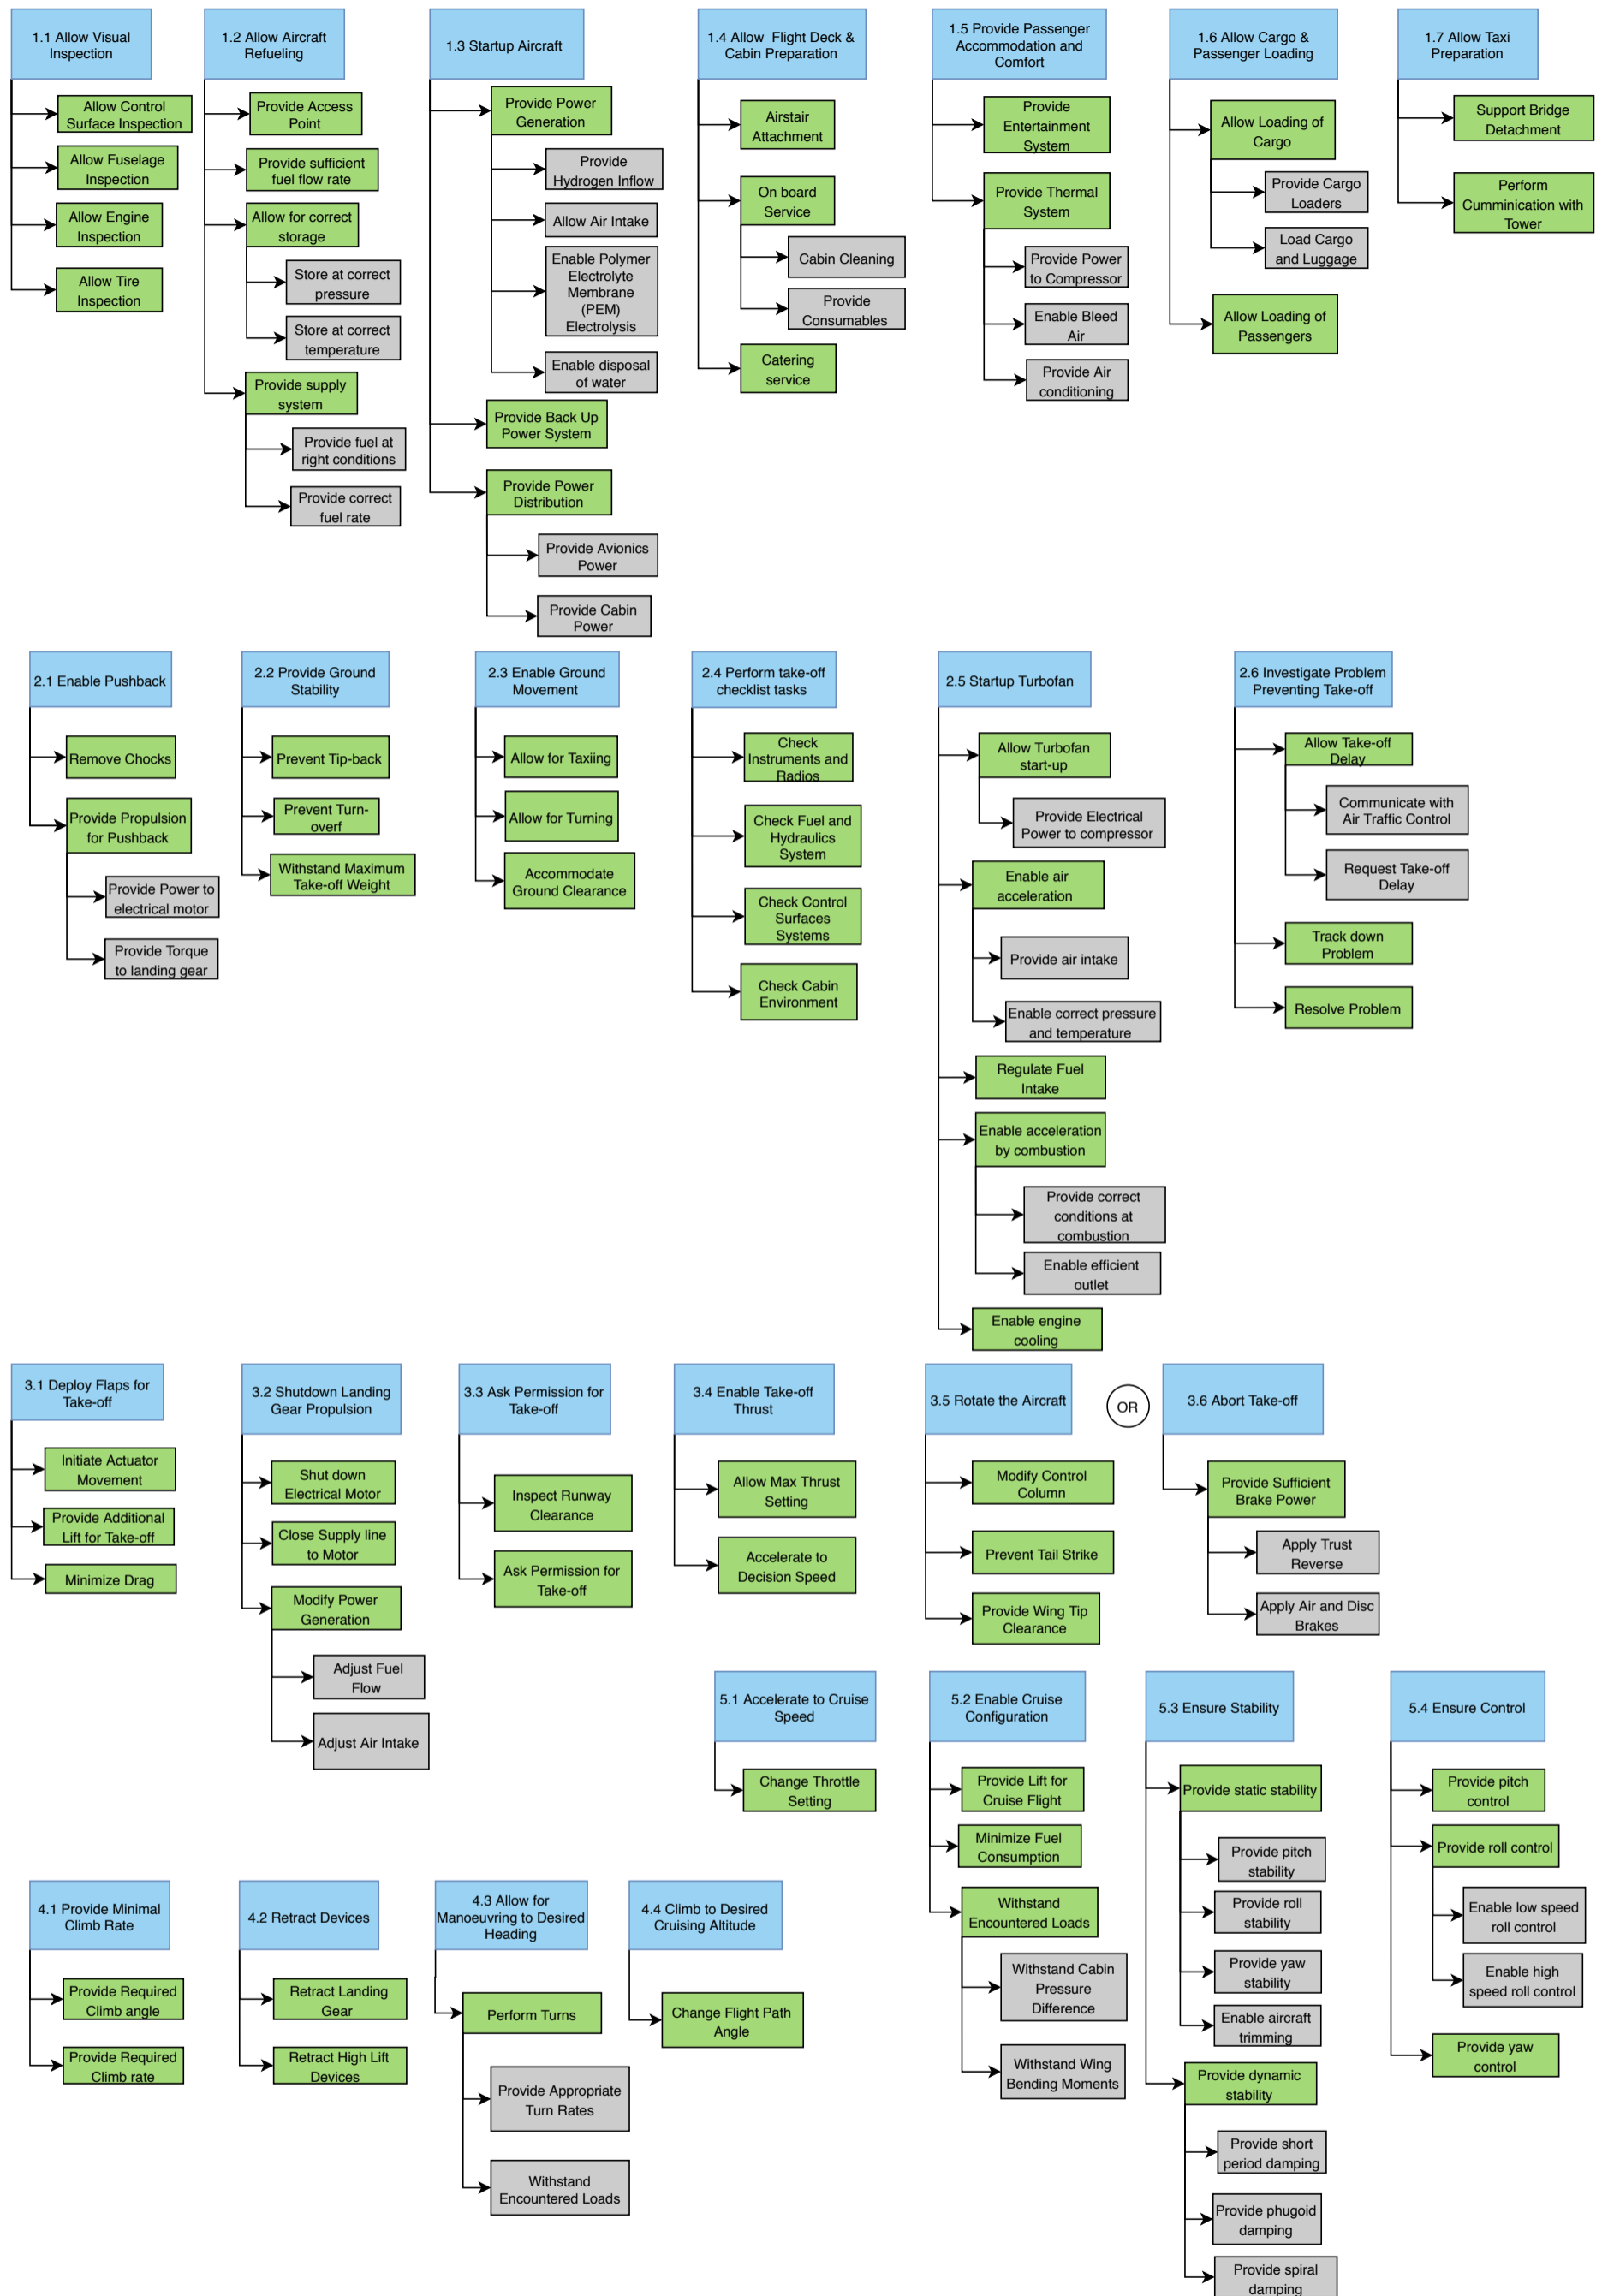 1.1 Allow Visual
Inspection
Allow Control
Surface Inspection
Allow Fuselage
Inspection
Allow Engine
Inspection
Allow Tire
Inspection
1.2 Allow Aircraft
Refueling
Provide Access
Point
Provide sufficient
fuel flow rate
Allow for correct
storage
Store at correct
pressure
Store at correct
temperature
Provide supply
system
Provide fuel at
right conditions
Provide correct
fuel rate
1.3 Startup Aircraft
Provide Power
Generation
Provide
Hydrogen Inflow
Allow Air Intake
Enable Polymer
Electrolyte
Membrane
(PEM)
Electrolysis
Enable disposal
of water
Provide Back Up
Power System
Provide Power
Distribution
Provide Avionics
Power
Provide Cabin
Power
1.4 Allow Flight Deck &
Cabin Preparation
Airstair
Attachment
On board
Service
Cabin Cleaning
Provide
Consumables
Catering
service
1.5 Provide Passenger
Accommodation and
Comfort
Provide
Entertainment
System
Provide Thermal
System
Provide Power
to Compressor
Enable Bleed
Air
Provide Air
conditioning
1.6 Allow Cargo &
Passenger Loading
Allow Loading of
Cargo
Provide Cargo
Loaders
Load Cargo
and Luggage
Allow Loading of
Passengers
1.7 Allow Taxi
Preparation
Support Bridge
Detachment
Perform
Cumminication with
Tower
2.1 Enable Pushback
Remove Chocks
Provide Propulsion
for Pushback
Provide Power to
electrical motor
Provide Torque
to landing gear
2.2 Provide Ground
Stability
Prevent Tip-back
Prevent Turn-
overf
Withstand Maximum
Take-off Weight
2.3 Enable Ground
Movement
Allow for Taxiing
Allow for Turning
Accommodate
Ground Clearance
2.4 Perform take-off
checklist tasks
Check
Instruments and
Radios
Check Fuel and
Hydraulics
System
Check Control
Surfaces
Systems
Check Cabin
Environment
2.5 Startup Turbofan
Allow Turbofan
start-up
Provide Electrical
Power to compressor
Enable air
acceleration
Provide air intake
Enable correct pressure
and temperature
Regulate Fuel
Intake
Enable acceleration
by combustion
Provide correct
conditions at
combustion
Enable efficient
outlet
Enable engine
cooling
2.6 Investigate Problem
Preventing Take-off
Allow Take-off
Delay
Communicate with
Air Traffic Control
Request Take-off
Delay
Track down
Problem
Resolve Problem
3.1 Deploy Flaps for
Take-off
Initiate Actuator
Movement
Provide Additional
Lift for Take-off
Minimize Drag
3.2 Shutdown Landing
Gear Propulsion
Shut down
Electrical Motor
Close Supply line
to Motor
Modify Power
Generation
Adjust Fuel
Flow
Adjust Air Intake
3.3 Ask Permission for
Take-off
Inspect Runway
Clearance
Ask Permission for
Take-off
3.4 Enable Take-off
Thrust
Allow Max Thrust
Setting
Accelerate to
Decision Speed
3.5 Rotate the Aircraft
Modify Control
Column
Prevent Tail Strike
Provide Wing Tip
Clearance
OR
3.6 Abort Take-off
Provide Sufficient
Brake Power
Apply Trust
Reverse
Apply Air and Disc
Brakes
4.1 Provide Minimal
Climb Rate
Provide Required
Climb angle
Provide Required
Climb rate
4.2 Retract Devices
Retract Landing
Gear
Retract High Lift
Devices
4.3 Allow for
Manoeuvring to Desired
Heading
Perform Turns
Provide Appropriate
Turn Rates
Withstand
Encountered Loads
4.4 Climb to Desired
Cruising Altitude
Change Flight Path
Angle
5.1 Accelerate to Cruise
Speed
Change Throttle
Setting
5.2 Enable Cruise
Configuration
Provide Lift for
Cruise Flight
Minimize Fuel
Consumption
Withstand
Encountered Loads
Withstand Cabin
Pressure
Difference
Withstand Wing
Bending Moments
5.3 Ensure Stability
Provide static stability
Provide pitch
stability
Provide roll
stability
Provide yaw
stability
Enable aircraft
trimming
Provide dynamic
stability
Provide short
period damping
Provide phugoid
damping
Provide spiral
damping
5.4 Ensure Control
Provide pitch
control
Provide roll control
Enable low speed
roll control
Enable high
speed roll control
Provide yaw
control